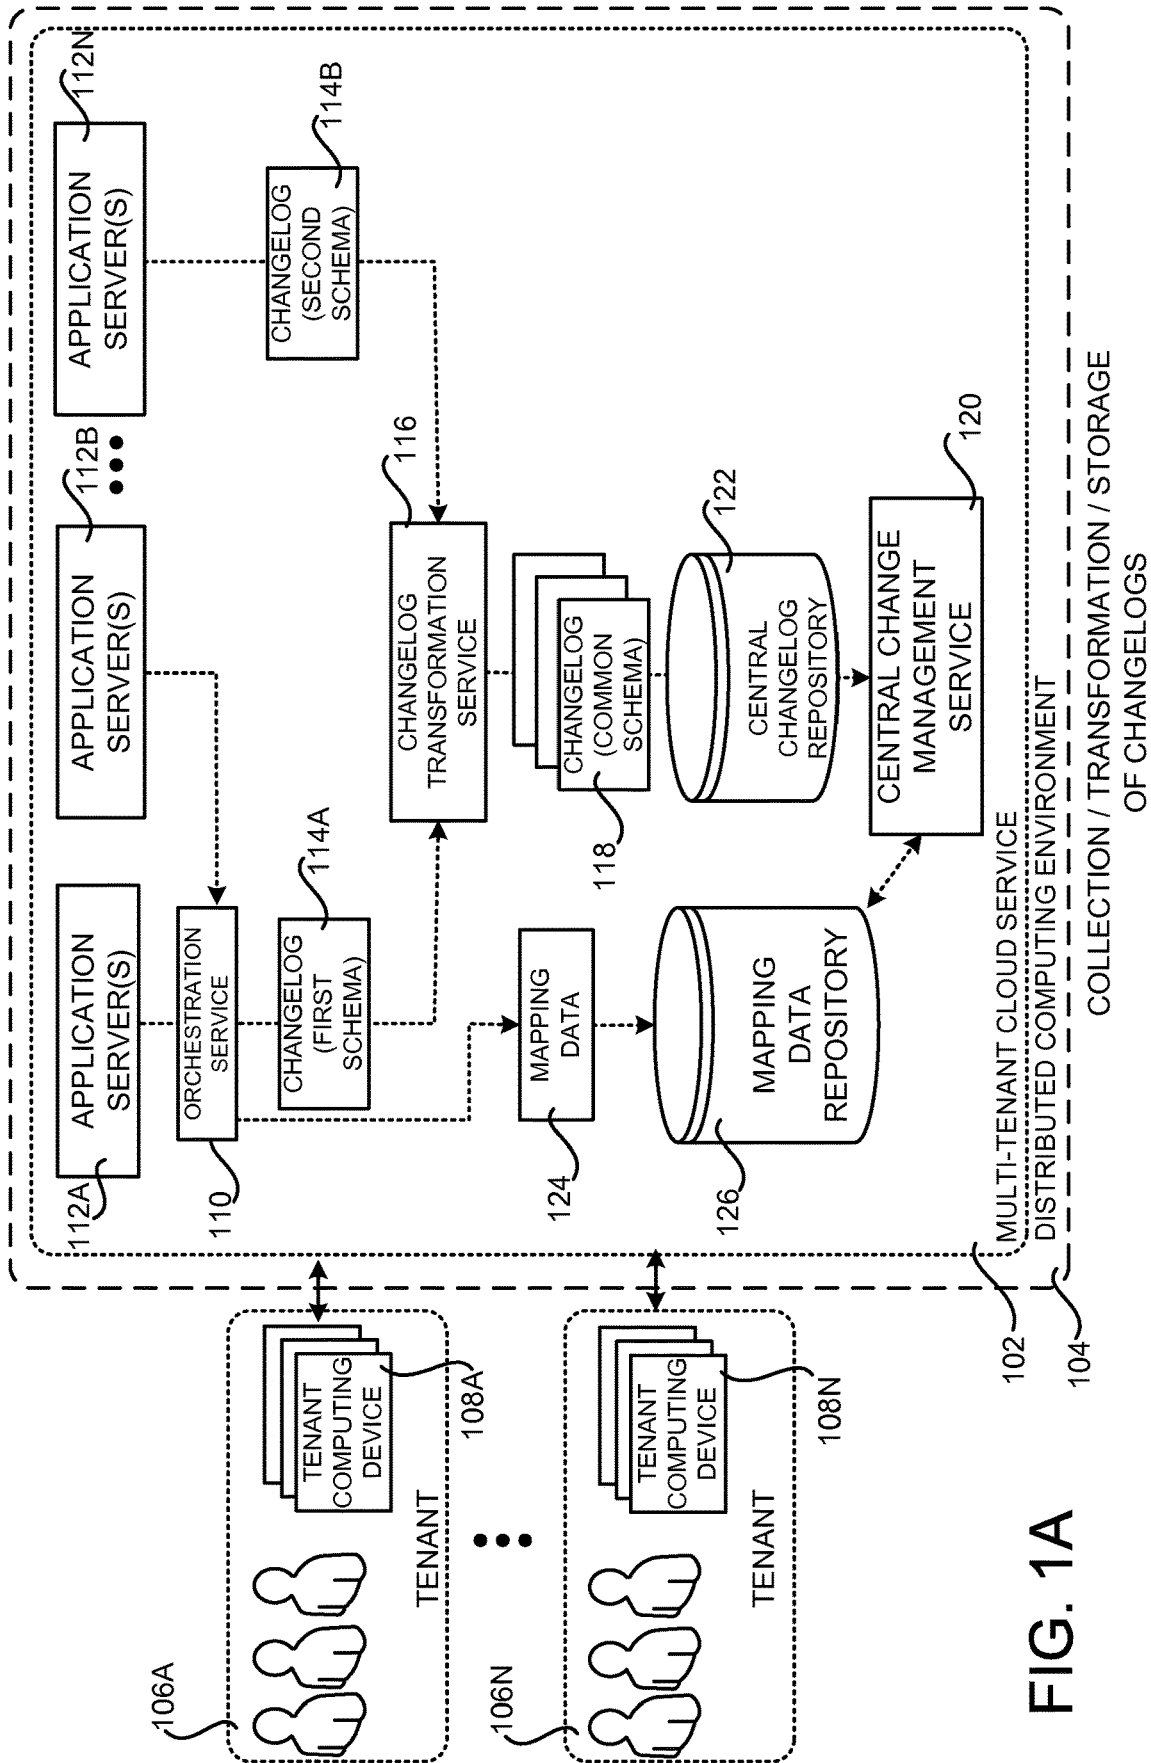 106A
TENANT
COMPUTING
DEVICE
108A
TENANT
106N
TENANT
COMPUTING
DEVICE
108N
TENANT
112A
APPLICATION
SERVER(S)
112B
APPLICATION
SERVER(S)
112N
APPLICATION
SERVER(S)
110
ORCHESTRATION
SERVICE
114A
CHANGELOG
(FIRST
SCHEMA)
114B
CHANGELOG
(SECOND
SCHEMA)
116
CHANGELOG
TRANSFORMATION
SERVICE
124
MAPPING
DATA
118
CHANGELOG
(COMMON
SCHEMA)
126
MAPPING
DATA
REPOSITORY
122
CENTRAL
CHANGELOG
REPOSITORY
120
CENTRAL CHANGE
MANAGEMENT
SERVICE
102
MULTI-TENANT CLOUD SERVICE
104
DISTRIBUTED COMPUTING ENVIRONMENT
COLLECTION / TRANSFORMATION / STORAGE
OF CHANGELOGS
FIG. 1A